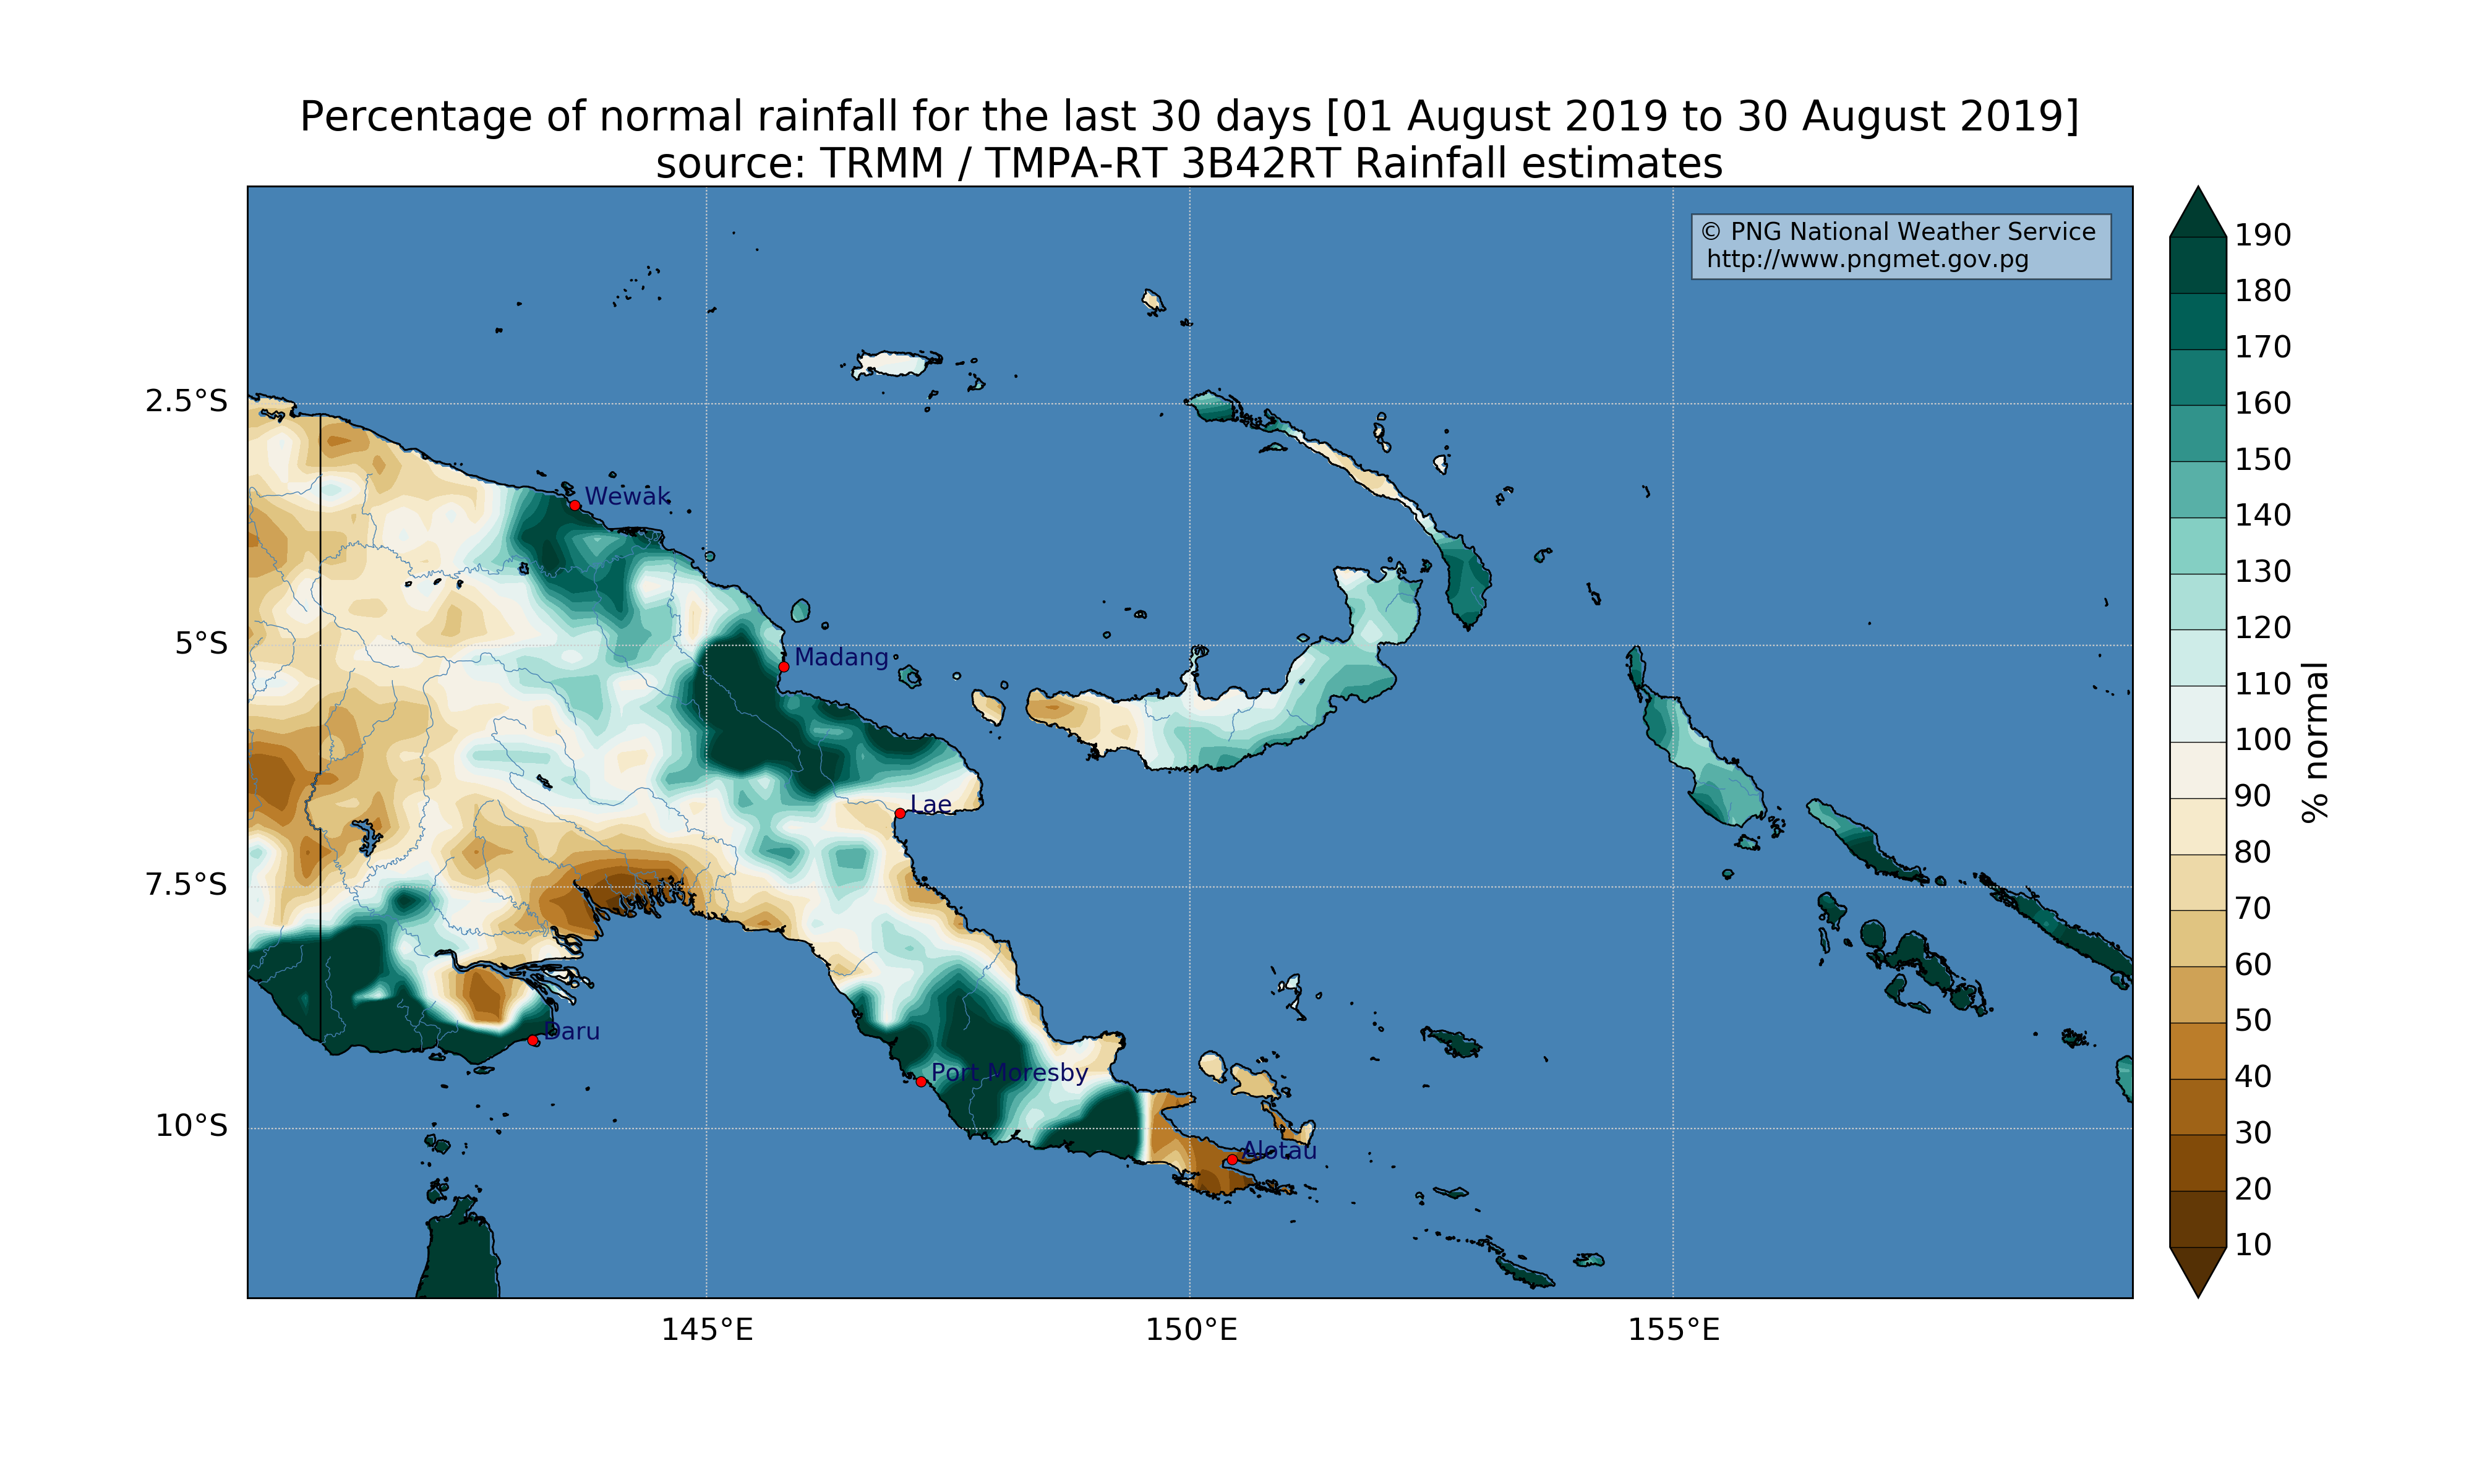 Percentage of normal rainfall for the last 30 days [01 August 2019 to 30 August 2019]
source: TRMM / TMPA-RT 3B42RT Rainfall estimates
© PNG National Weather Service
http://www.pngmet.gov.pg
2.5°S
5°S
7.5°S
10°S
Wewak
Madang
Lae
Daru
Port Moresby
Alotau
145°E
150°E
155°E
190
180
170
160
150
140
130
120
110
100
90
80
70
60
50
40
30
20
10
% normal